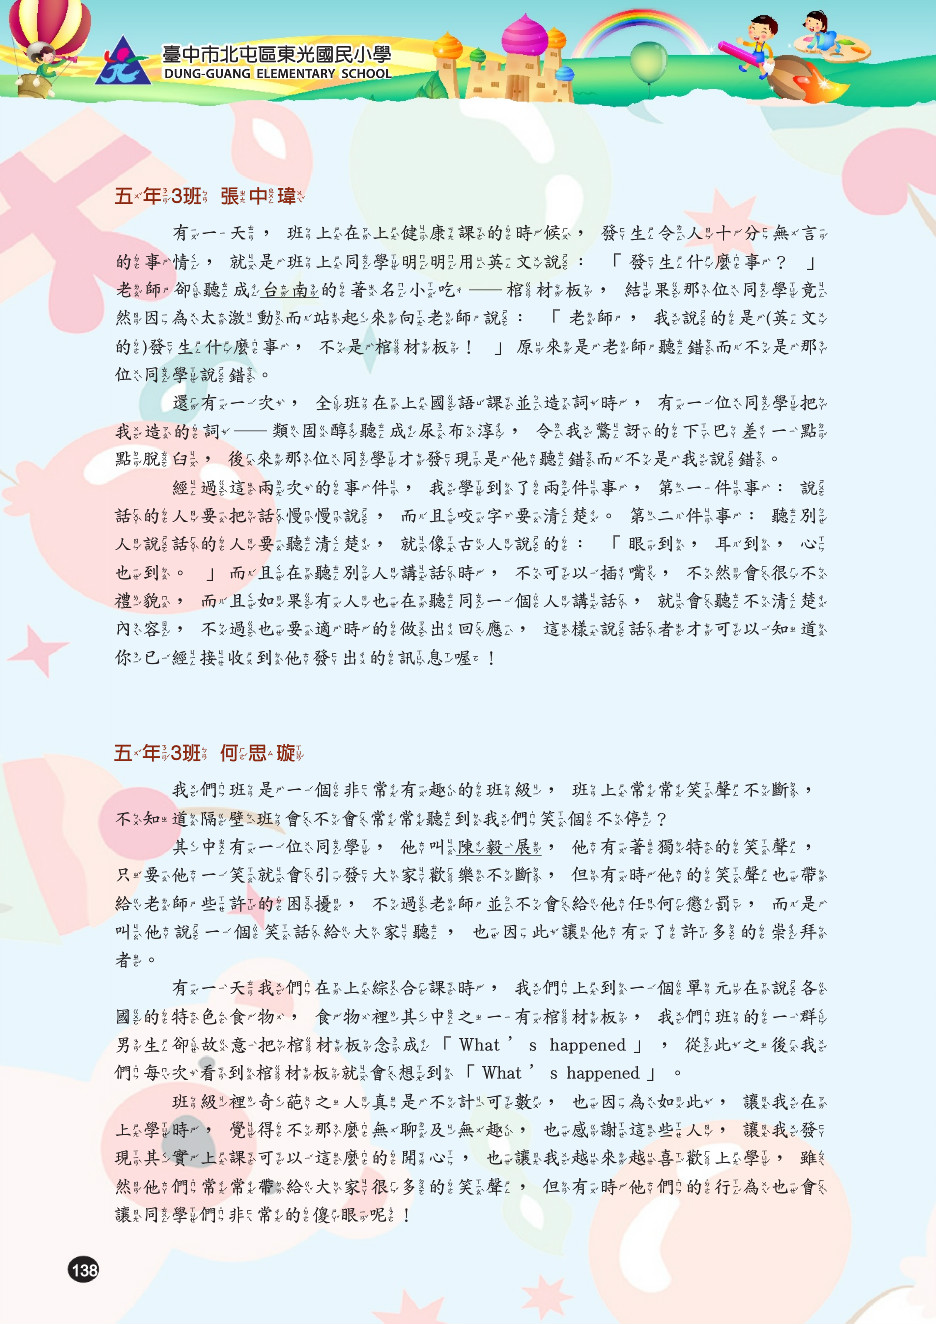 臺中市北屯區東光國民小學
DUNG-GUANG ELEMENTARY SCHOOL
五年3班 張中瑋
有一天，班上在上健康課的時候，發生令人十分無言
的事情，就是班上同學明明用英文說：「發生什麼事？」
老師卻聽成台南的著名小吃——棺材板，結果那位同學竟
然因為太激動而站起來向老師說：「老師，我說的是(英文
的)發生什麼事，不是棺材板！」原來是老師聽錯而不是那
位同學說錯。
還有一次，全班在上國語課並造詞時，有一位同學把
我造的詞——類固醇聽成尿布淳，令我驚訝的下巴差一點
點脫臼，後來那位同學才發現是他聽錯而不是我說錯。
經過這兩次的事件，我學到了兩件事，第一件事：說
話的人要把話慢慢說，而且咬字要清楚。第二件事：聽別
人說話的人要聽清楚，就像古人說的：「眼到，耳到，心
也到。」而且在聽別人講話時，不可以插嘴，不然會很不
禮貌，而且如果有人也在聽同一個人講話，就會聽不清楚
內容，不過也要適時的做出回應，這樣說話者才可以知道
你已經接收到他發出的訊息喔！
五年3班 何思璇
我們班是一個非常有趣的班級，班上常常笑聲不斷，
不知道隔壁班會不會常常聽到我們笑個不停？
其中有一位同學，他叫陳毅展，他有著獨特的笑聲，
只要他一笑就會引發大家歡樂不斷，但有時他的笑聲也帶
給老師些許的困擾，不過老師並不會給他任何懲罰，而是
叫他說一個笑話給大家聽，也因此讓他有了許多的崇拜
者。
有一天我們在上綜合課時，我們上到一個單元在說各
國的特色食物，食物裡其中之一有棺材板，我們班的一群
男生卻故意把棺材板念成「What’s happened」，從此之後我
們每次看到棺材板就會想到「What’s happened」。
班級裡奇葩之人真是不計可數，也因為如此，讓我在
上學時，覺得不那麼無聊及無趣，也感謝這些人，讓我發
現其實上課可以這麼的開心，也讓我越來越喜歡上學，雖
然他們常常帶給大家很多的笑聲，但有時他們的行為也會
讓同學們非常的傻眼呢！
138